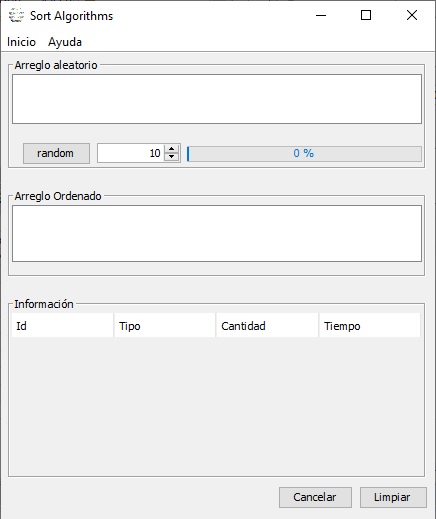 Sort Algorithms
Inicio Ayuda
Arreglo aleatorio
random 10 0 %
Arreglo Ordenado
Información
Id Tipo Cantidad Tiempo
Cancelar Limpiar